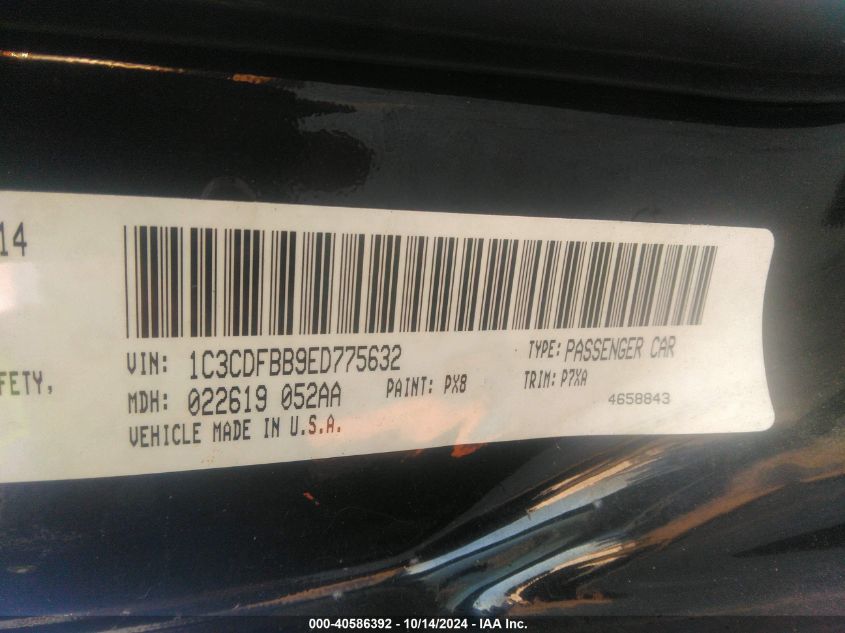 14
FETY,
VIN: 1C3CDFBB9ED775632 TYPE: PASSENGER CAR
MDH: 022619 052AA PAINT: PX8 TRIM: P7XA
VEHICLE MADE IN U.S.A. 4658843
000-40586392 | 10/14/2024 - IAA Inc.